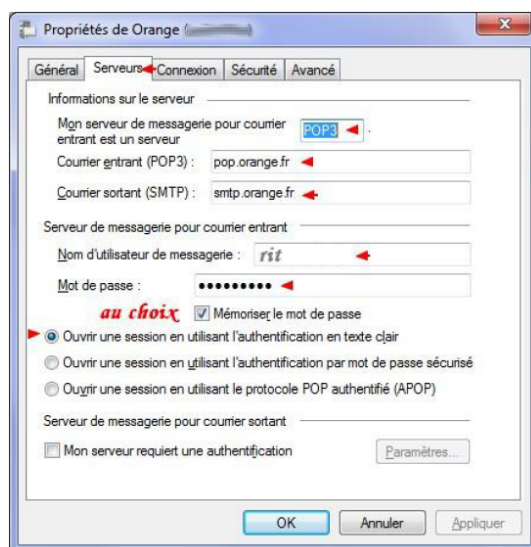 Propriétés de Orange (
Général Serveurs Connexion Sécurité Avancé
Informations sur le serveur
Mon serveur de messagerie pour courrier
entrant est un serveur POP3 .
Courrier entrant (POP3) : pop.orange.fr
Courrier sortant (SMTP) : smtp.orange.fr
Serveur de messagerie pour courrier entrant
Nom d'utilisateur de messagerie : rit
Mot de passe : •••••••••
au choix Mémoriser le mot de passe
Ouvrir une session en utilisant l'authentification en texte clair
Ouvrir une session en utilisant l'authentification par mot de passe sécurisé
Ouvrir une session en utilisant le protocole POP authentifié (APOP)
Serveur de messagerie pour courrier sortant
Mon serveur requiert une authentification Paramètres...
OK Annuler Appliquer